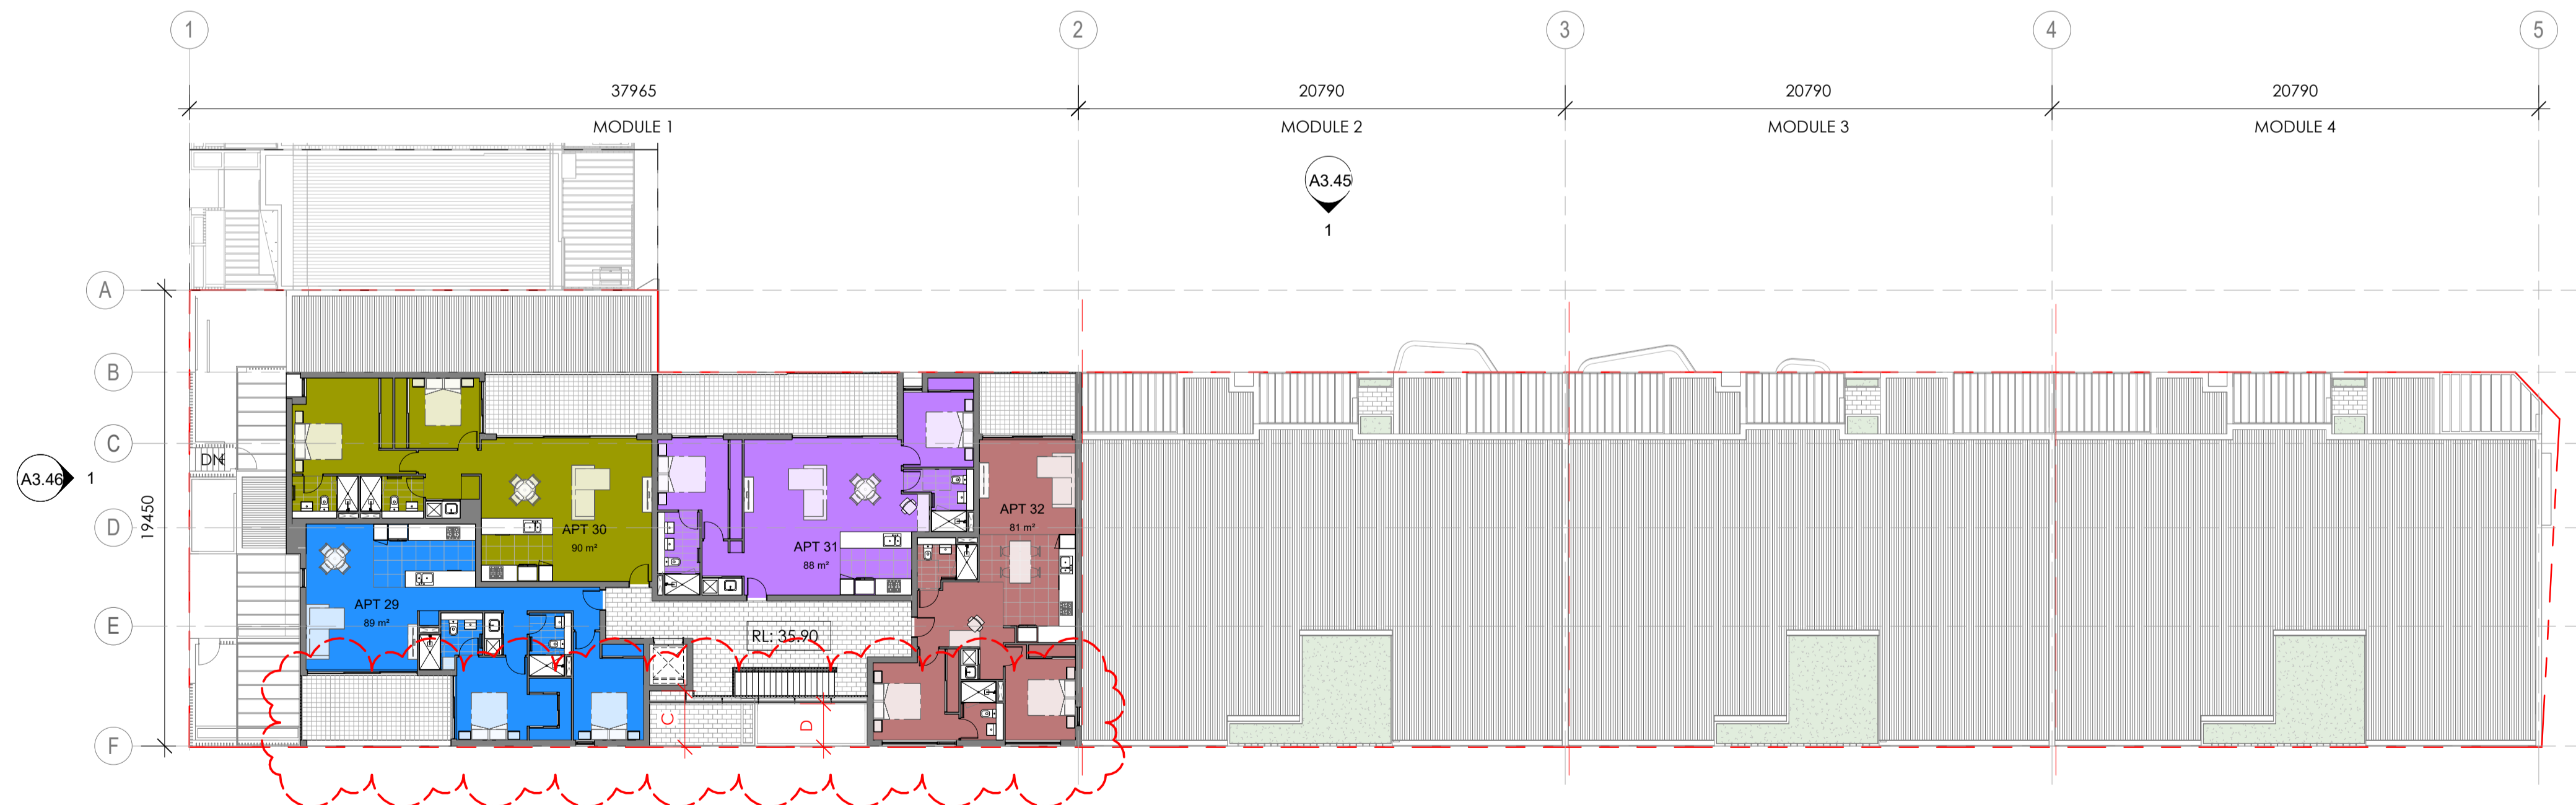 1
2
3
4
5
37965
20790
20790
20790
MODULE 1
MODULE 2
MODULE 3
MODULE 4
A3.45
1
A
B
C
DN
A3.46
1
19450
D
E
F
APT 30
90 m²
APT 31
88 m²
APT 32
81 m²
APT 29
89 m²
RL: 35.90
C
D